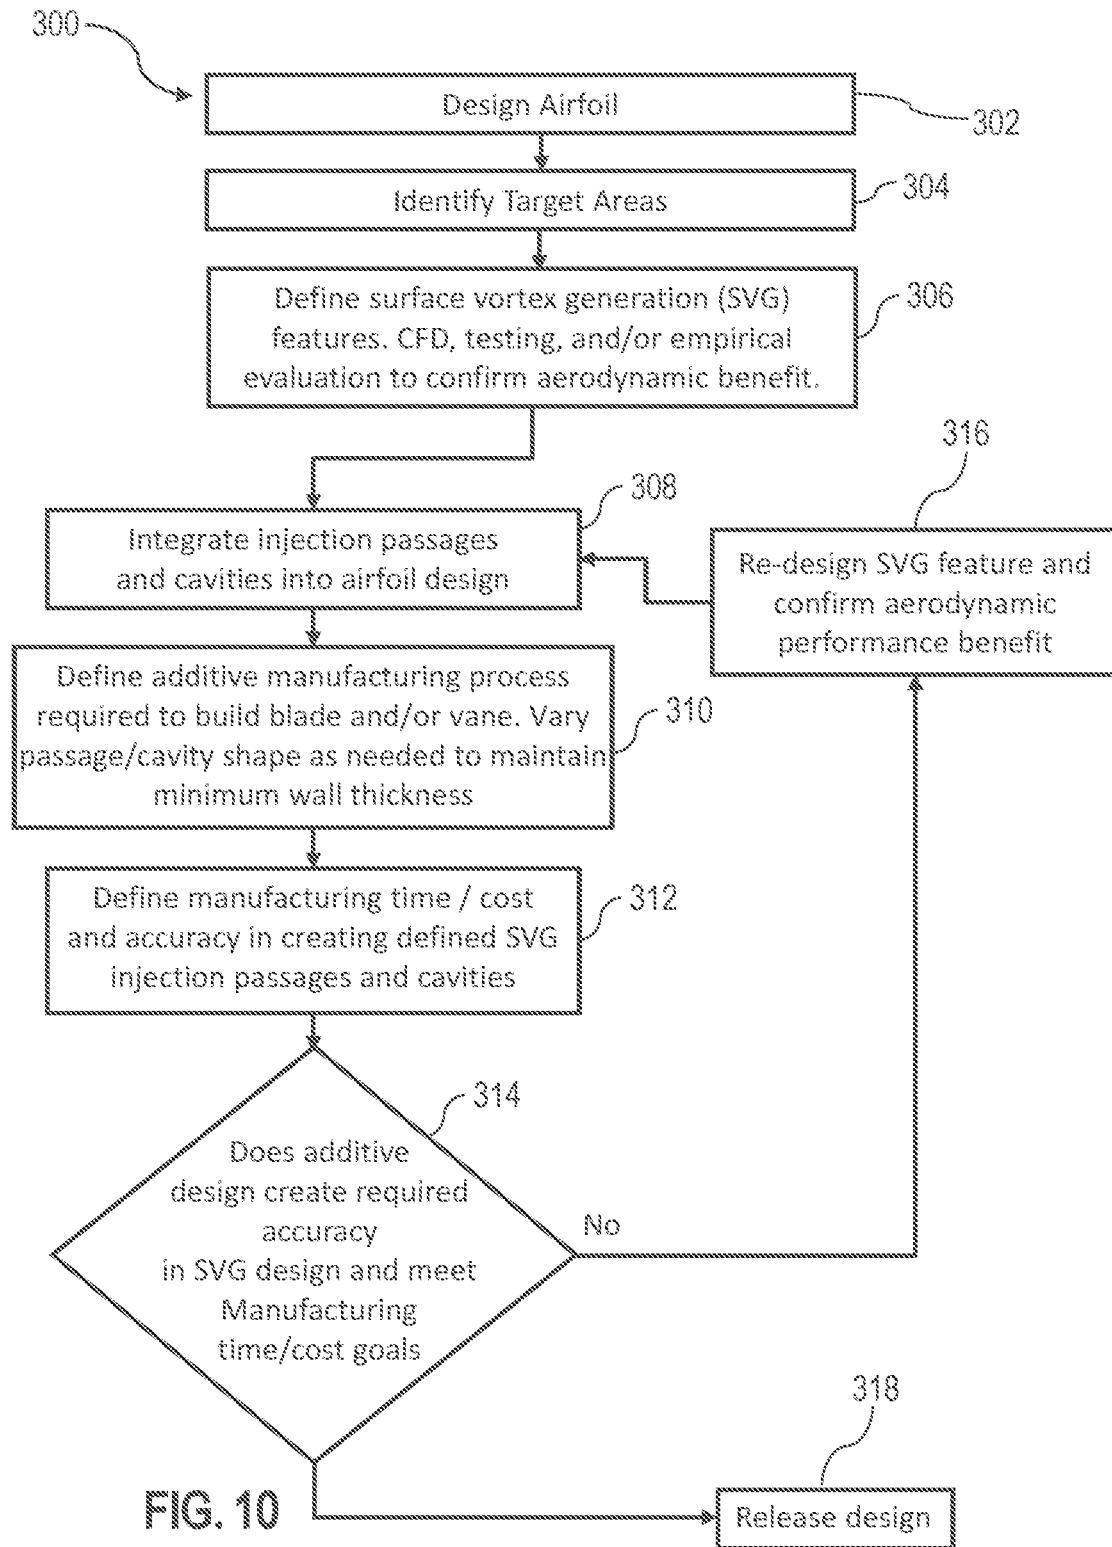 300
Design Airfoil
302
Identify Target Areas
304
Define surface vortex generation (SVG)
features. CFD, testing, and/or empirical
evaluation to confirm aerodynamic benefit.
306
Integrate injection passages
and cavities into airfoil design
308
316
Re-design SVG feature and
confirm aerodynamic
performance benefit
Define additive manufacturing process
required to build blade and/or vane. Vary
passage/cavity shape as needed to maintain
minimum wall thickness
310
Define manufacturing time / cost
and accuracy in creating defined SVG
injection passages and cavities
312
314
Does additive
design create required
accuracy
in SVG design and meet
Manufacturing
time/cost goals
No
318
Release design
FIG. 10